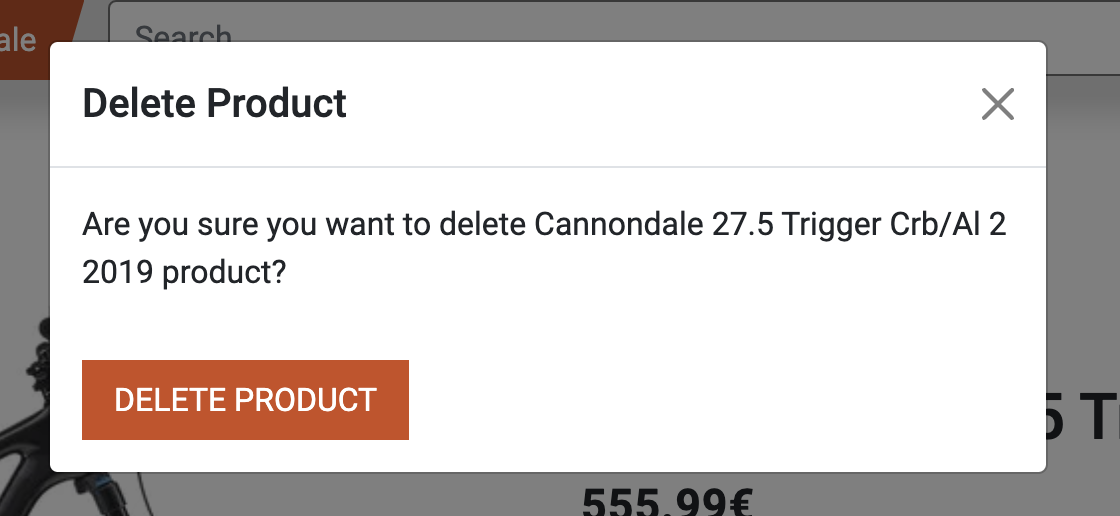 ale
Search
Delete Product
Are you sure you want to delete Cannondale 27.5 Trigger Crb/Al 2
2019 product?
DELETE PRODUCT
5 T
555.99€